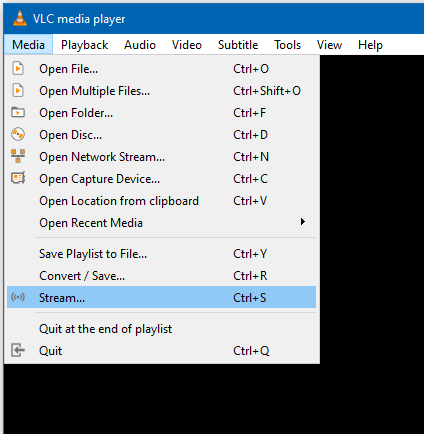 VLC media player
Media Playback Audio Video Subtitle Tools View Help
Open File... Ctrl+O
Open Multiple Files... Ctrl+Shift+O
Open Folder... Ctrl+F
Open Disc... Ctrl+D
Open Network Stream... Ctrl+N
Open Capture Device... Ctrl+C
Open Location from clipboard Ctrl+V
Open Recent Media
Save Playlist to File... Ctrl+Y
Convert / Save... Ctrl+R
Stream... Ctrl+S
Quit at the end of playlist
Quit Ctrl+Q